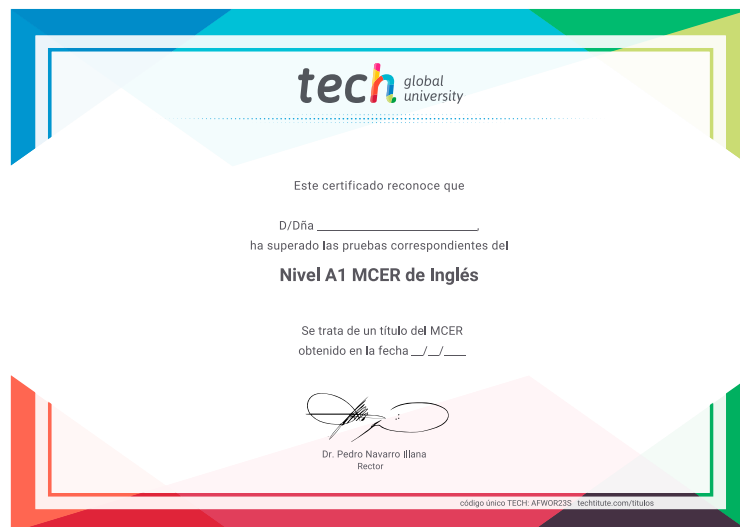 tech global
university
Este certificado reconoce que
D/Dña ________________________,
ha superado las pruebas correspondientes del
Nivel A1 MCER de Inglés
Se trata de un título del MCER
obtenido en la fecha __/__/____
Dr. Pedro Navarro Illana
Rector
código único TECH: AFWOR23S techtitute.com/titulos